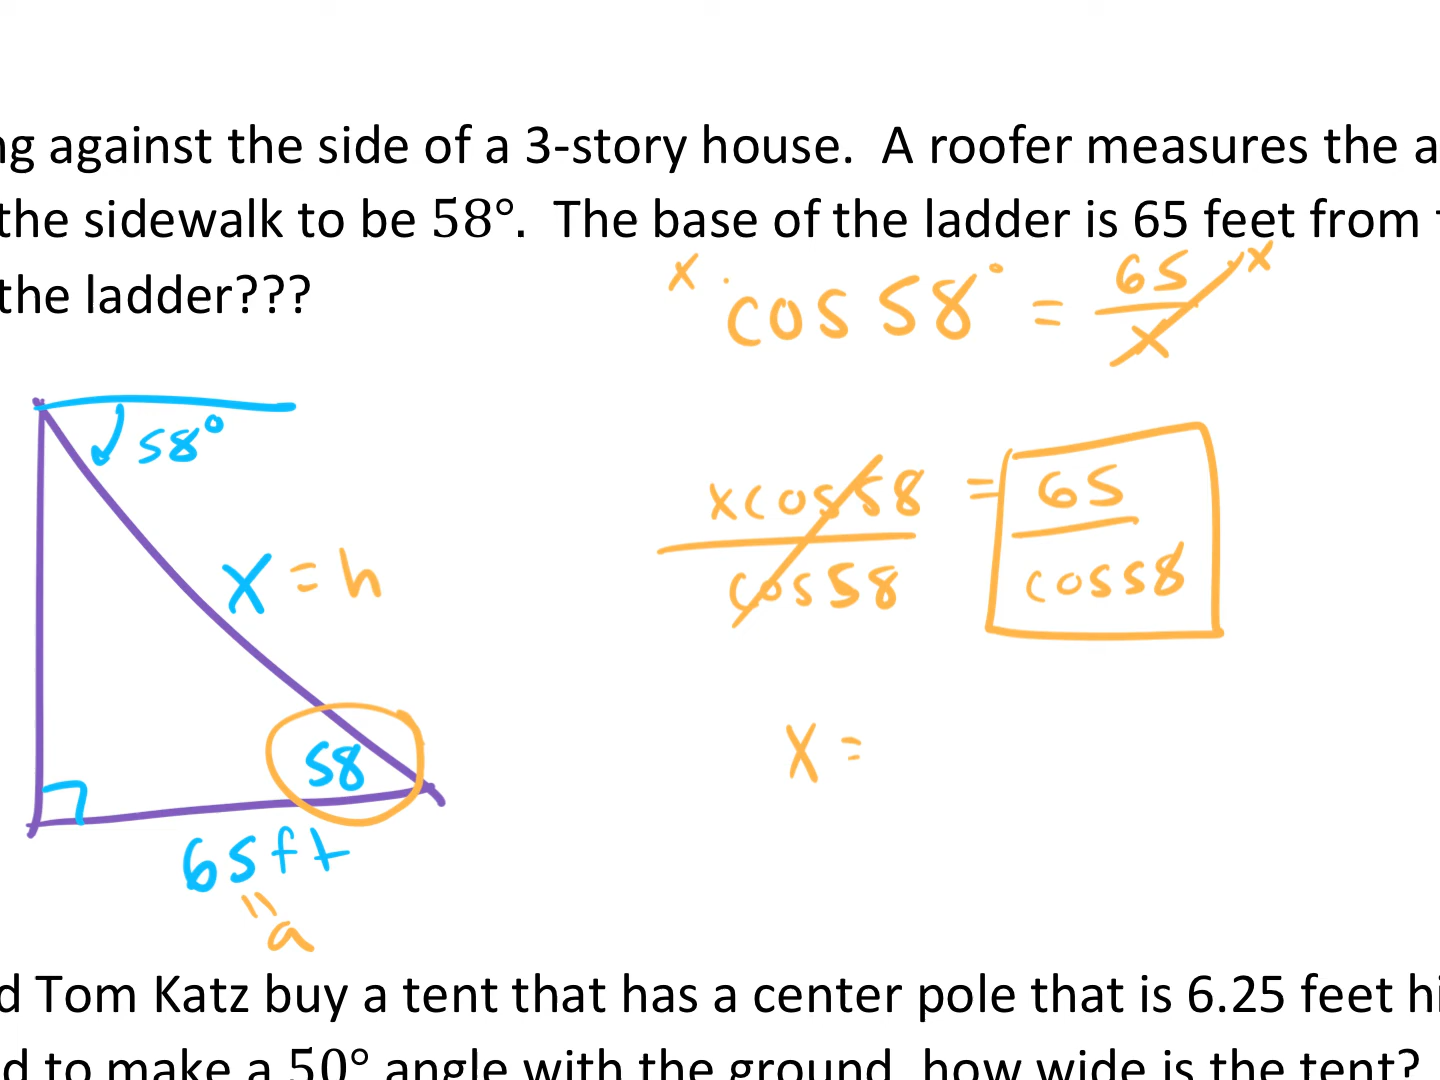 ng against the side of a 3-story house. A roofer measures the a
the sidewalk to be 58°. The base of the ladder is 65 feet from t
the ladder???
x · cos 58° = 65/x · x
58°
x cos 58 / cos 58 = 65 / cos 58
x = h
58
x =
65 ft
= a
d Tom Katz buy a tent that has a center pole that is 6.25 feet hi
d to make a 50° angle with the ground, how wide is the tent?